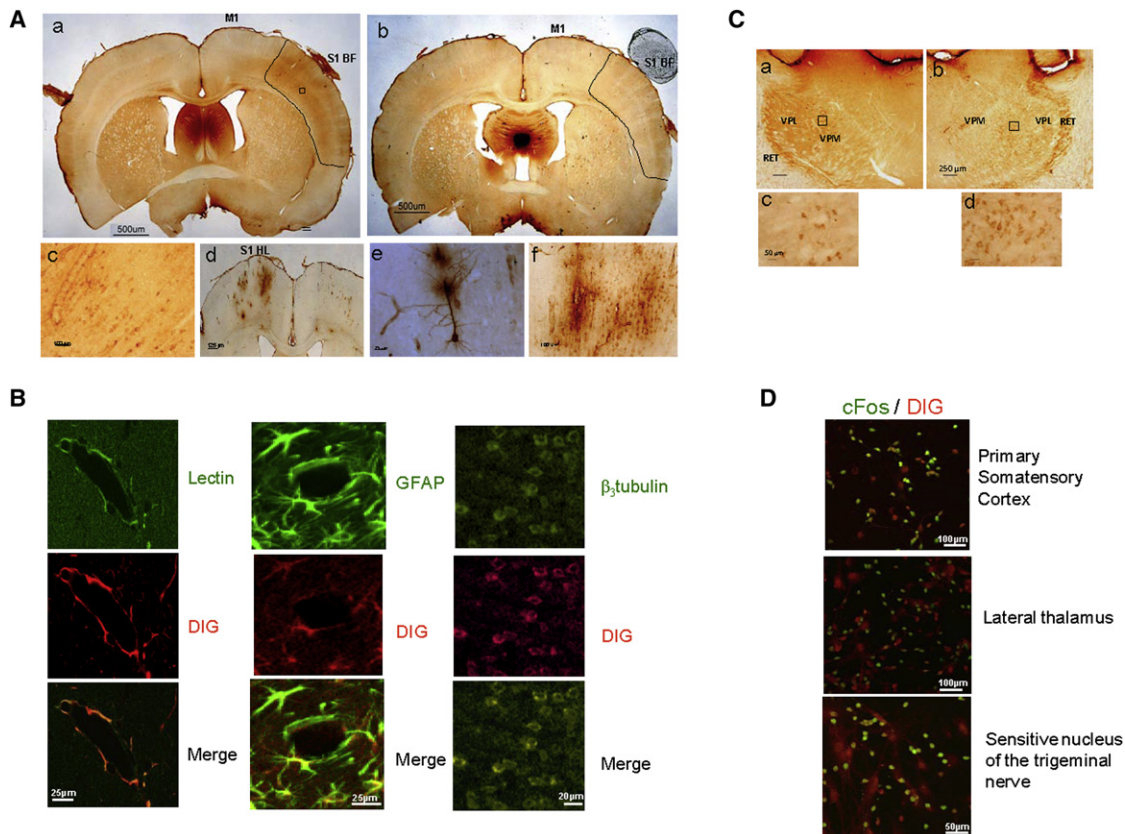 A
a
M1
S1 BF
500um
b
M1
S1 BF
500um
c
d
S1 HL
e
f
C
a
VPL
VPM
RET
b
VPM
VPL
RET
250 µm
c
50 µm
d
B
Lectin
DIG
Merge
25µm
GFAP
DIG
Merge
25µm
β3tubulin
DIG
Merge
20µm
D
cFos / DIG
Primary
Somatensory
Cortex
100µm
Lateral thalamus
100µm
Sensitive nucleus
of the trigeminal
nerve
50µm